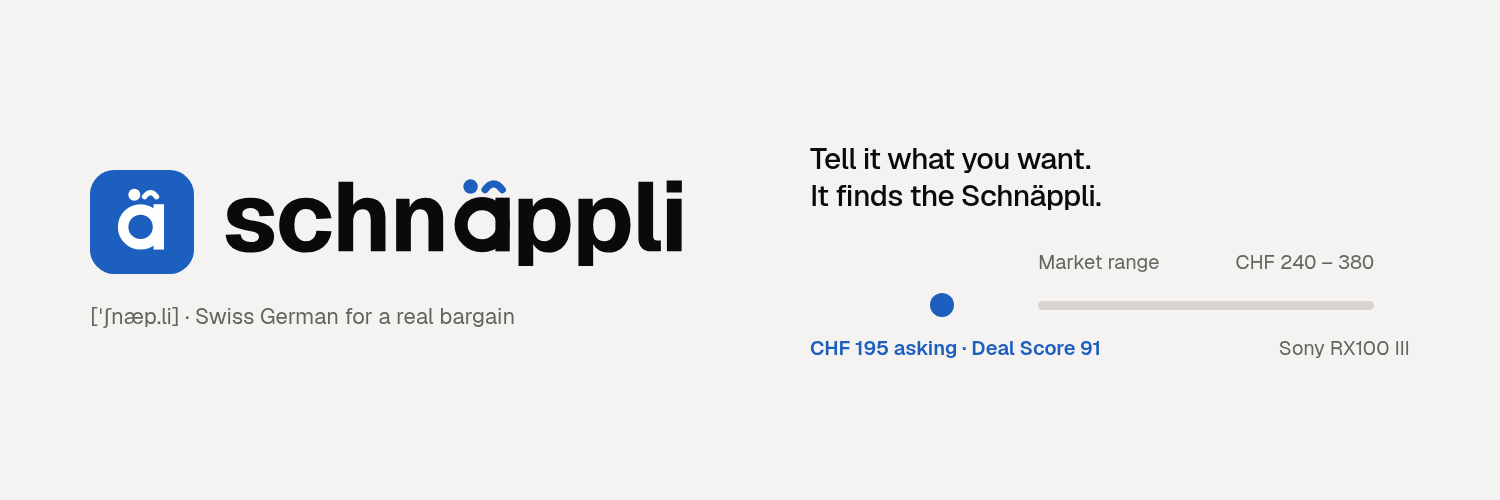 ä schnäppli
['ʃnæp.li] · Swiss German for a real bargain
Tell it what you want.
It finds the Schnäppli.
Market range CHF 240 – 380
CHF 195 asking · Deal Score 91 Sony RX100 III